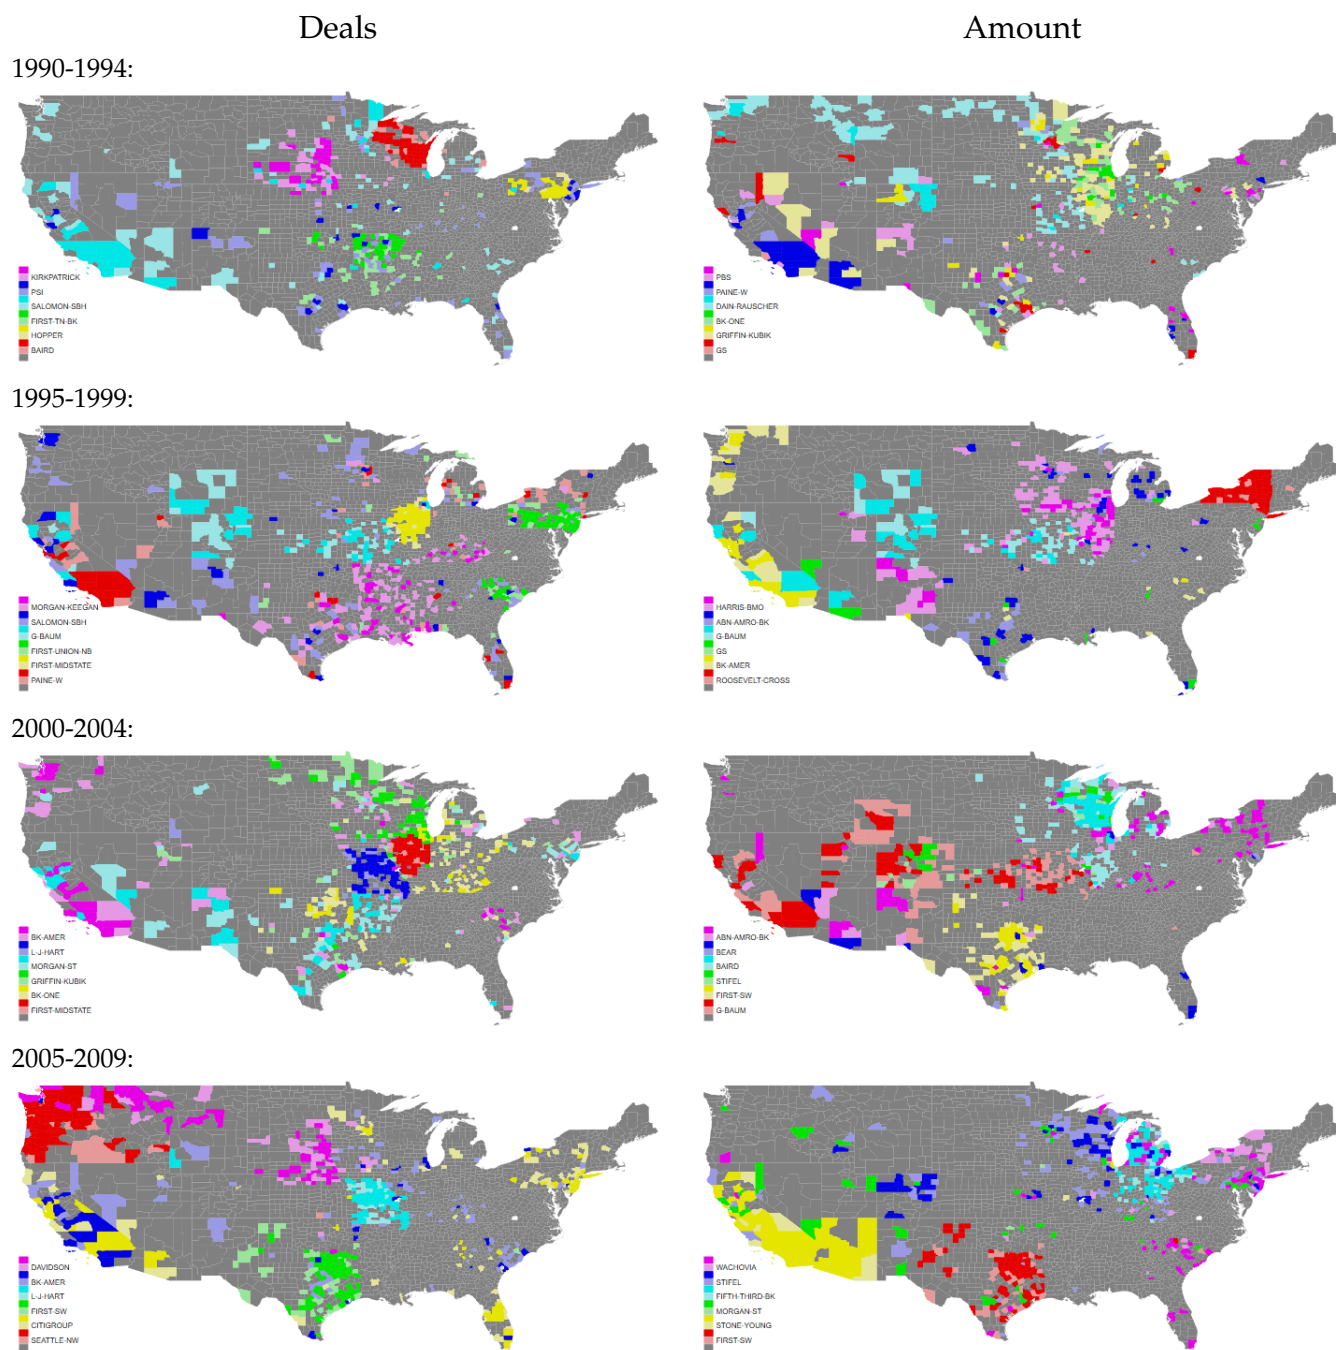 Deals
Amount
1990-1994:
KIRKPATRICK
PSI
SALOMON-SBH
FIRST-TN-BK
HOPPER
BAIRD
PBS
PAINE-W
DAIN-RAUSCHER
BK-ONE
GRIFFIN-KUBIK
GS
1995-1999:
MORGAN-KEEGAN
SALOMON-SBH
G-BAUM
FIRST-UNION-NB
FIRST-MIDSTATE
PAINE-W
HARRIS-BMO
ABN-AMRO-BK
G-BAUM
GS
BK-AMER
ROOSEVELT-CROSS
2000-2004:
BK-AMER
L-J-HART
MORGAN-ST
GRIFFIN-KUBIK
BK-ONE
FIRST-MIDSTATE
ABN-AMRO-BK
BEAR
BAIRD
STIFEL
FIRST-SW
G-BAUM
2005-2009:
DAVIDSON
BK-AMER
L-J-HART
FIRST-SW
CITIGROUP
SEATTLE-NW
WACHOVIA
STIFEL
FIFTH-THIRD-BK
MORGAN-ST
STONE-YOUNG
FIRST-SW